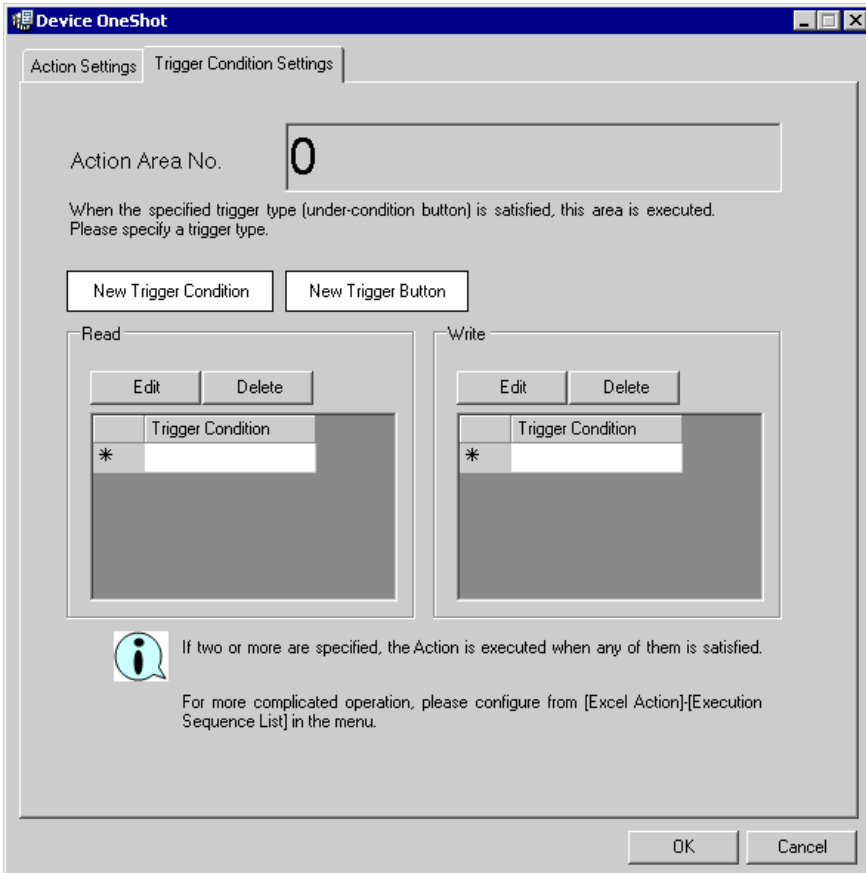 Device OneShot
Action Settings
Trigger Condition Settings
Action Area No.
0
When the specified trigger type (under-condition button) is satisfied, this area is executed.
Please specify a trigger type.
New Trigger Condition
New Trigger Button
Read
Write
Edit
Delete
Edit
Delete
Trigger Condition
Trigger Condition
*
*
If two or more are specified, the Action is executed when any of them is satisfied.
For more complicated operation, please configure from [Excel Action]-[Execution
Sequence List] in the menu.
OK
Cancel